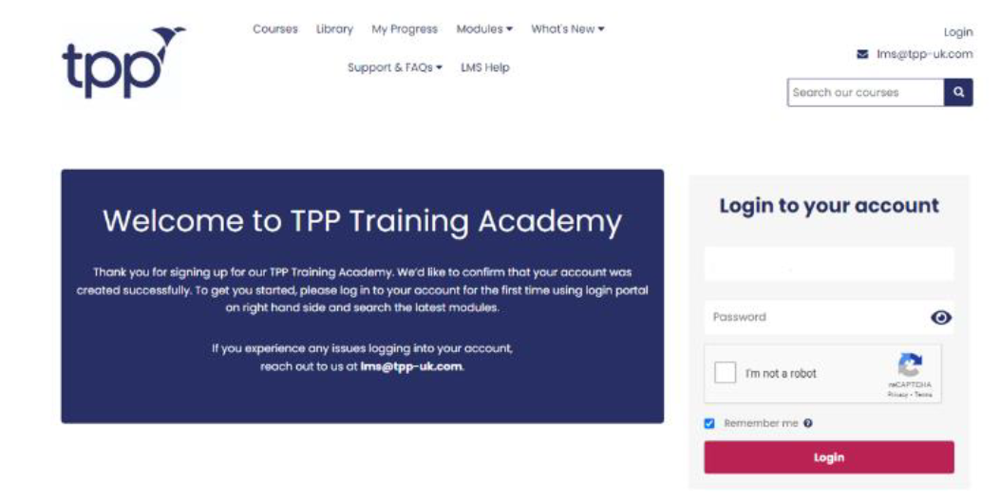 tpp
Courses Library My Progress Modules What's New
Support & FAQs LMS Help
Login
lms@tpp-uk.com
Search our courses
Welcome to TPP Training Academy
Thank you for signing up for our TPP Training Academy. We'd like to confirm that your account was
created successfully. To get you started, please log in to your account for the first time using login portal
on right hand side and search the latest modules.
If you experience any issues logging into your account,
reach out to us at lms@tpp-uk.com.
Login to your account
Password
I'm not a robot
reCAPTCHA
Privacy - Terms
Remember me
Login